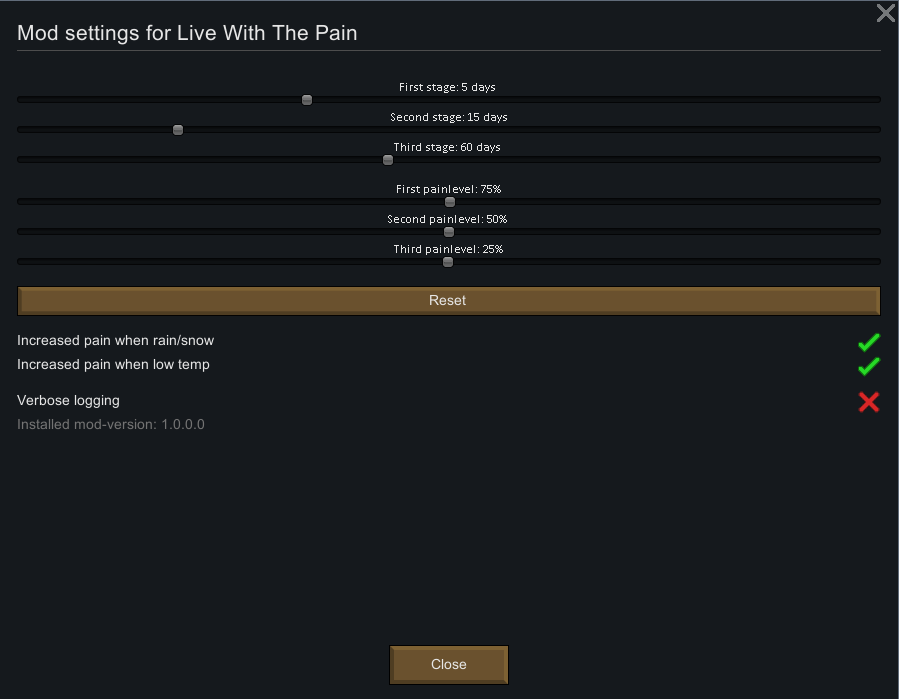 Mod settings for Live With The Pain
First stage: 5 days
Second stage: 15 days
Third stage: 60 days
First painlevel: 75%
Second painlevel: 50%
Third painlevel: 25%
Reset
Increased pain when rain/snow
Increased pain when low temp
Verbose logging
Installed mod-version: 1.0.0.0
Close